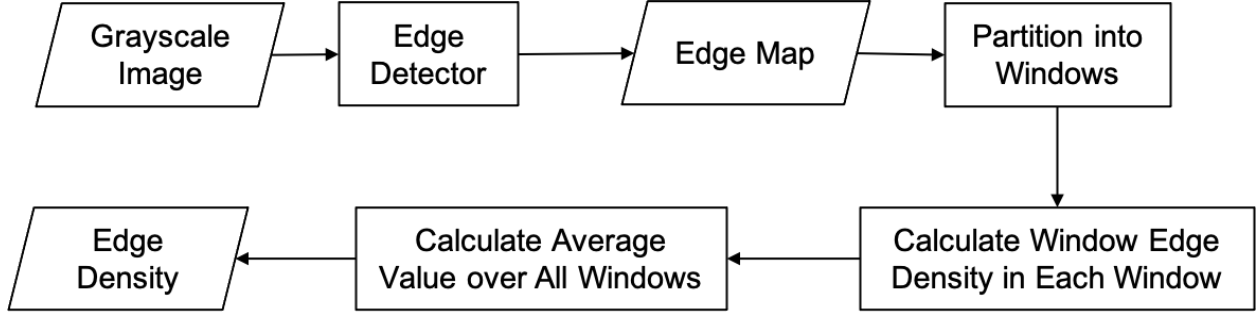 Grayscale
Image
Edge
Detector
Edge Map
Partition into
Windows
Calculate Window Edge
Density in Each Window
Calculate Average
Value over All Windows
Edge
Density